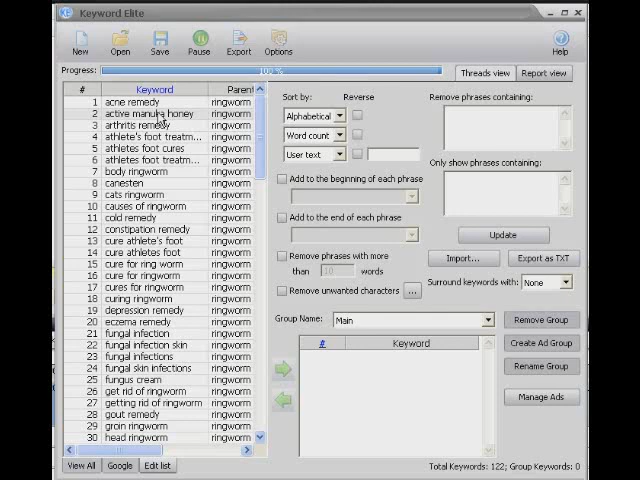 Keyword Elite
New Open Save Pause Export Options Help
Progress: 100 %
Threads view Report view
# Keyword Parent
1 acne remedy ringworm
2 active manuka honey ringworm
3 arthritis remedy ringworm
4 athlete's foot treatm... ringworm
5 athletes foot cures ringworm
6 athletes foot treatm... ringworm
7 body ringworm ringworm
8 canesten ringworm
9 cats ringworm ringworm
10 causes of ringworm ringworm
11 cold remedy ringworm
12 constipation remedy ringworm
13 cure athlete's foot ringworm
14 cure athletes foot ringworm
15 cure for ring worm ringworm
16 cure for ringworm ringworm
17 cures for ringworm ringworm
18 curing ringworm ringworm
19 depression remedy ringworm
20 eczema remedy ringworm
21 fungal infection ringworm
22 fungal infection skin ringworm
23 fungal infections ringworm
24 fungal skin infections ringworm
25 fungus cream ringworm
26 get rid of ringworm ringworm
27 getting rid of ringworm ringworm
28 gout remedy ringworm
29 groin ringworm ringworm
30 head ringworm ringworm
View All Google Edit list
Sort by: Reverse
Alphabetical
Word count
User text
Add to the beginning of each phrase
Add to the end of each phrase
Remove phrases with more
than 10 words
Remove unwanted characters ...
Remove phrases containing:
Only show phrases containing:
Update
Import... Export as TXT
Surround keywords with: None
Group Name: Main
# Keyword
Remove Group
Create Ad Group
Rename Group
Manage Ads
Total Keywords: 122; Group Keywords: 0